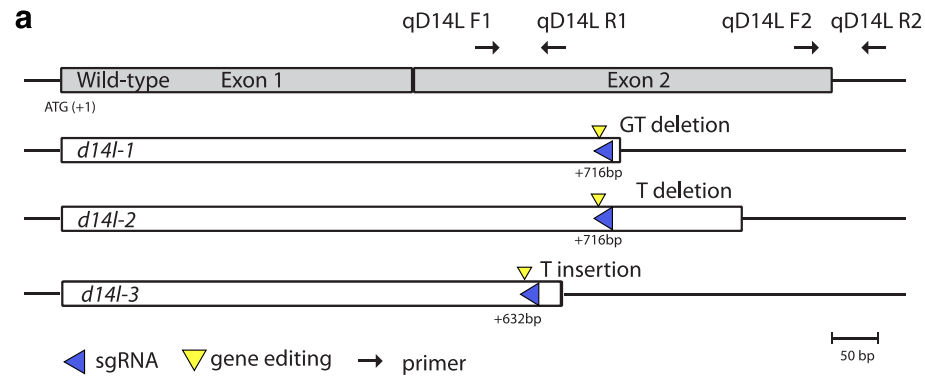 a
qD14L F1 qD14L R1 qD14L F2 qD14L R2
Wild-type Exon 1 Exon 2
ATG (+1)
GT deletion
d14l-1
+716bp
T deletion
d14l-2
+716bp
T insertion
d14l-3
+632bp
sgRNA gene editing primer
50 bp